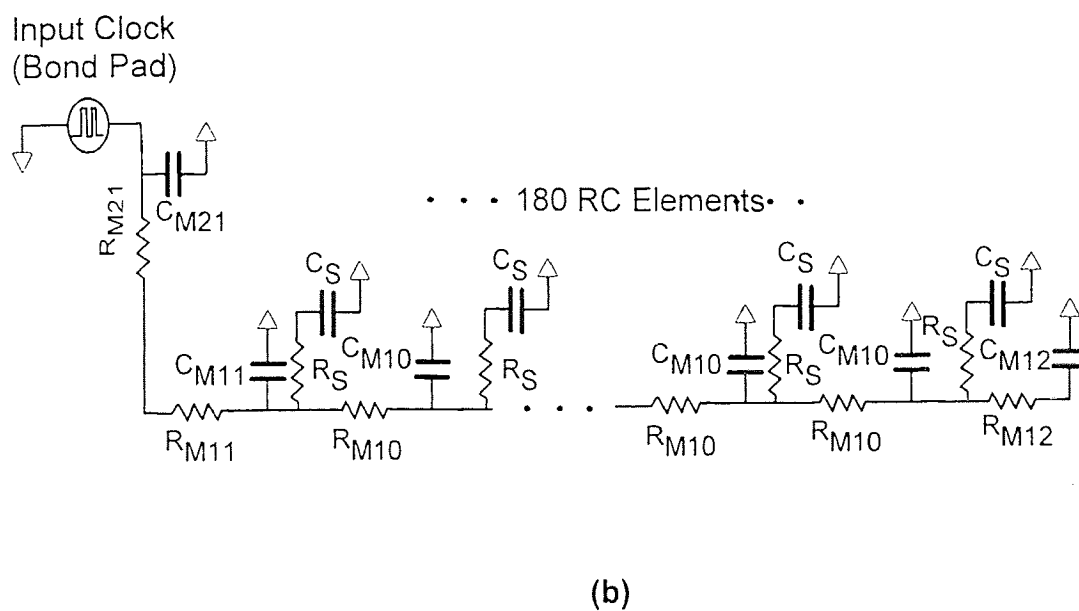 Input Clock
(Bond Pad)
R_M21
C_M21
· · · 180 RC Elements · ·
C_S
C_S
C_S
C_S
C_M11
R_S
C_M10
R_S
C_M10
R_S
C_M10
R_S
C_M12
R_M11
R_M10
R_M10
R_M10
R_M12
(b)